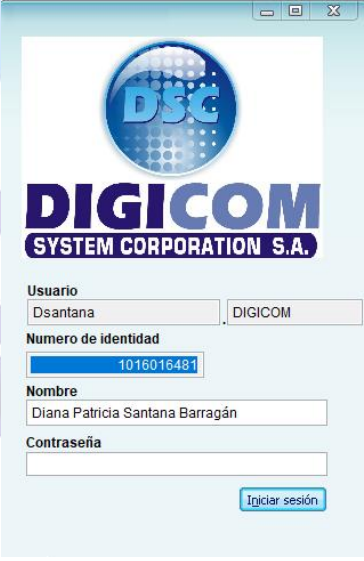 DSC
DIGICOM
SYSTEM CORPORATION S.A.
Usuario
Dsantana . DIGICOM
Numero de identidad
1016016481
Nombre
Diana Patricia Santana Barragán
Contraseña
Iniciar sesión